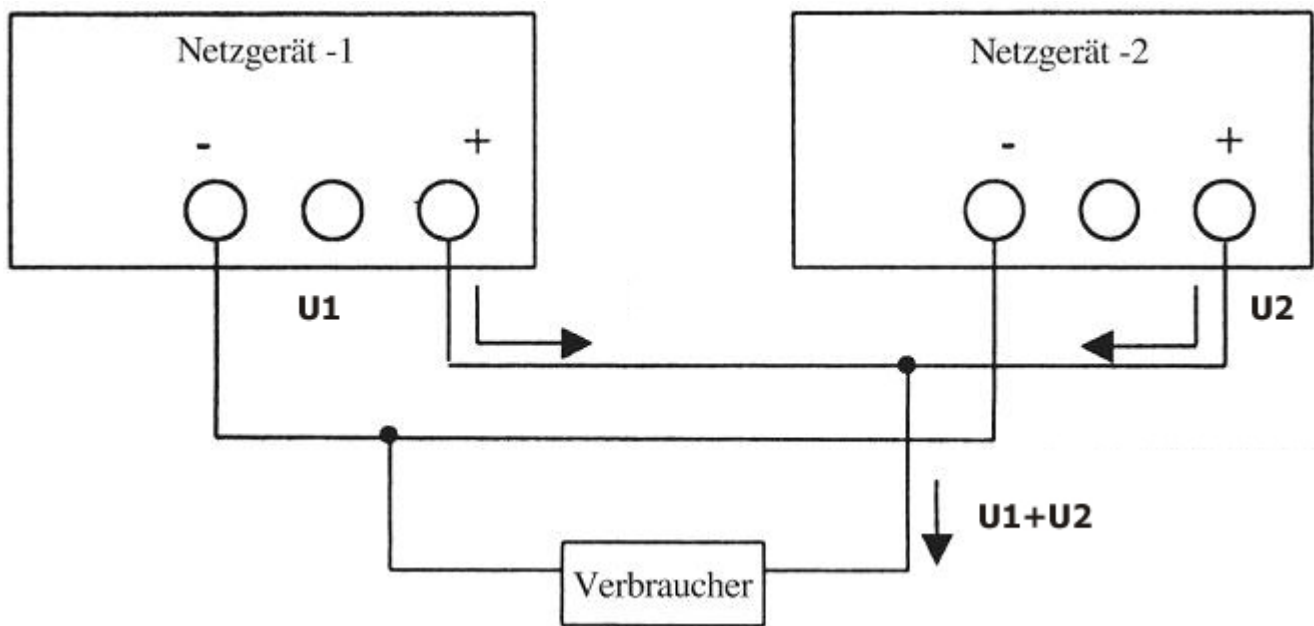 Netzgerät -1
Netzgerät -2
- +
- +
U1
U2
U1+U2
Verbraucher